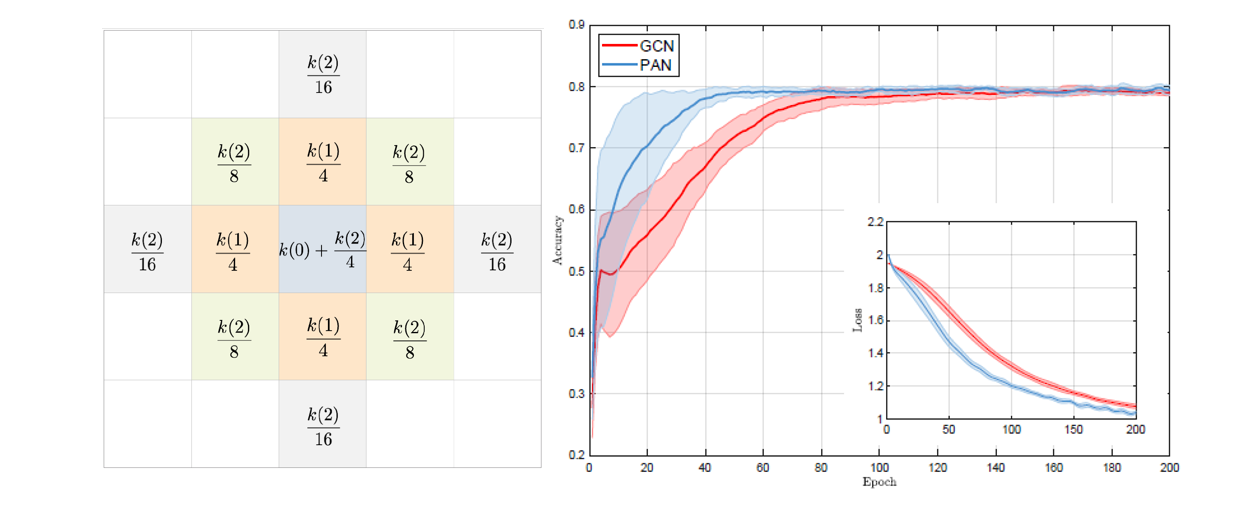 k(2)/16
k(2)/8 k(1)/4 k(2)/8
k(2)/16 k(1)/4 k(0) + k(2)/4 k(1)/4 k(2)/16
k(2)/8 k(1)/4 k(2)/8
k(2)/16
GCN
PAN
Accuracy
0.9
0.8
0.7
0.6
0.5
0.4
0.3
0.2
0 20 40 60 80 100 120 140 160 180 200
Epoch
Loss
2.2
2
1.8
1.6
1.4
1.2
1
0 50 100 150 200